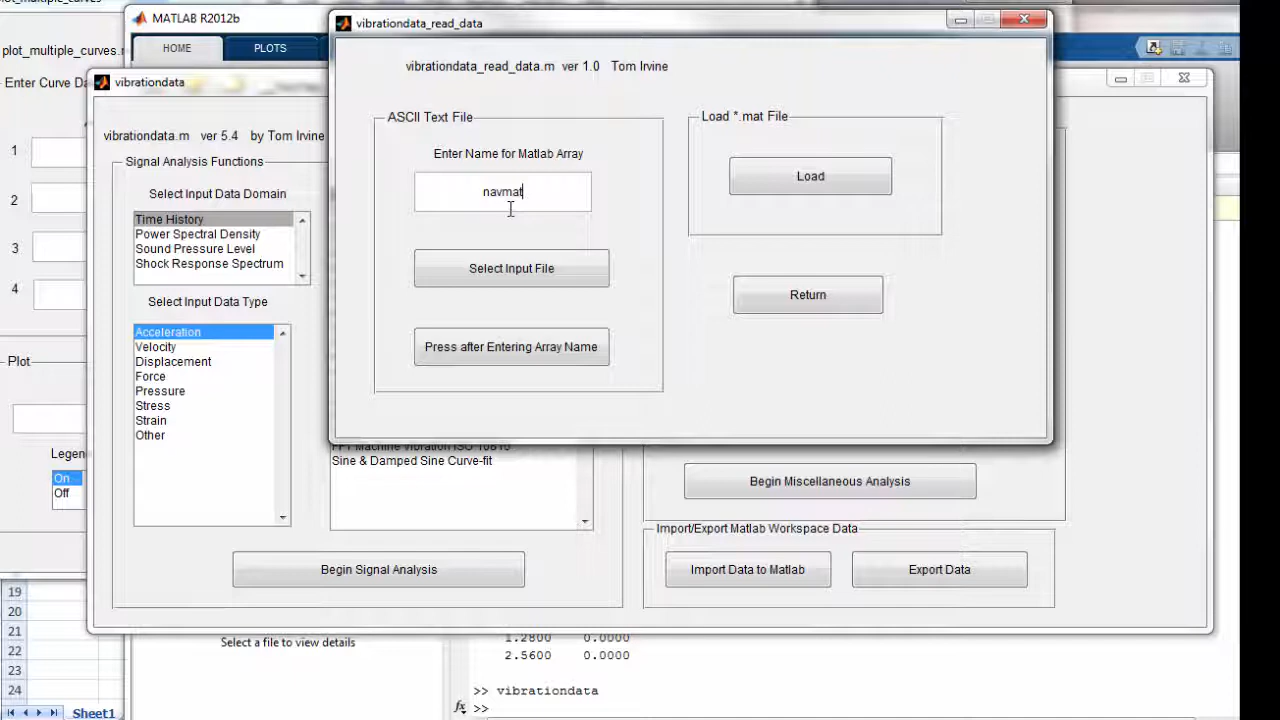 plot_multiple_curves.
MATLAB R2012b
vibrationdata_read_data
HOME
PLOTS
Enter Curve Da
vibrationdata
vibrationdata_read_data.m ver 1.0 Tom Irvine
vibrationdata.m ver 5.4 by Tom Irvine
ASCII Text File
Load *.mat File
Signal Analysis Functions
Enter Name for Matlab Array
1
2
3
4
Select Input Data Domain
navmat
Load
Time History
Power Spectral Density
Sound Pressure Level
Shock Response Spectrum
Select Input File
Return
Select Input Data Type
Press after Entering Array Name
Acceleration
Velocity
Displacement
Force
Pressure
Stress
Strain
Other
Plot
Legen
On
Off
Sine & Damped Sine Curve-fit
Begin Miscellaneous Analysis
Import/Export Matlab Workspace Data
Begin Signal Analysis
Import Data to Matlab
Export Data
19
20
21
22
23
24
Sheet1
Select a file to view details
1.2800 0.0000
2.5600 0.0000
>> vibrationdata
fx >>